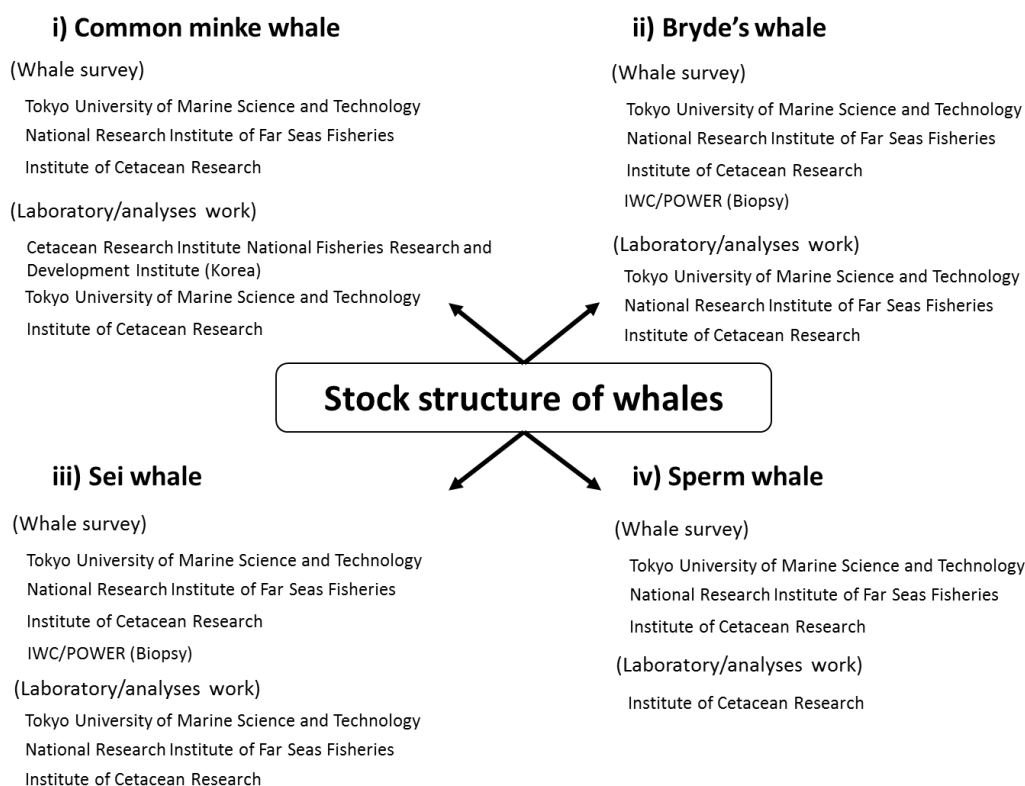 i) Common minke whale
(Whale survey)
Tokyo University of Marine Science and Technology
National Research Institute of Far Seas Fisheries
Institute of Cetacean Research
(Laboratory/analyses work)
Cetacean Research Institute National Fisheries Research and
Development Institute (Korea)
Tokyo University of Marine Science and Technology
Institute of Cetacean Research
ii) Bryde's whale
(Whale survey)
Tokyo University of Marine Science and Technology
National Research Institute of Far Seas Fisheries
Institute of Cetacean Research
IWC/POWER (Biopsy)
(Laboratory/analyses work)
Tokyo University of Marine Science and Technology
National Research Institute of Far Seas Fisheries
Institute of Cetacean Research
Stock structure of whales
iii) Sei whale
(Whale survey)
Tokyo University of Marine Science and Technology
National Research Institute of Far Seas Fisheries
Institute of Cetacean Research
IWC/POWER (Biopsy)
(Laboratory/analyses work)
Tokyo University of Marine Science and Technology
National Research Institute of Far Seas Fisheries
Institute of Cetacean Research
iv) Sperm whale
(Whale survey)
Tokyo University of Marine Science and Technology
National Research Institute of Far Seas Fisheries
Institute of Cetacean Research
(Laboratory/analyses work)
Institute of Cetacean Research